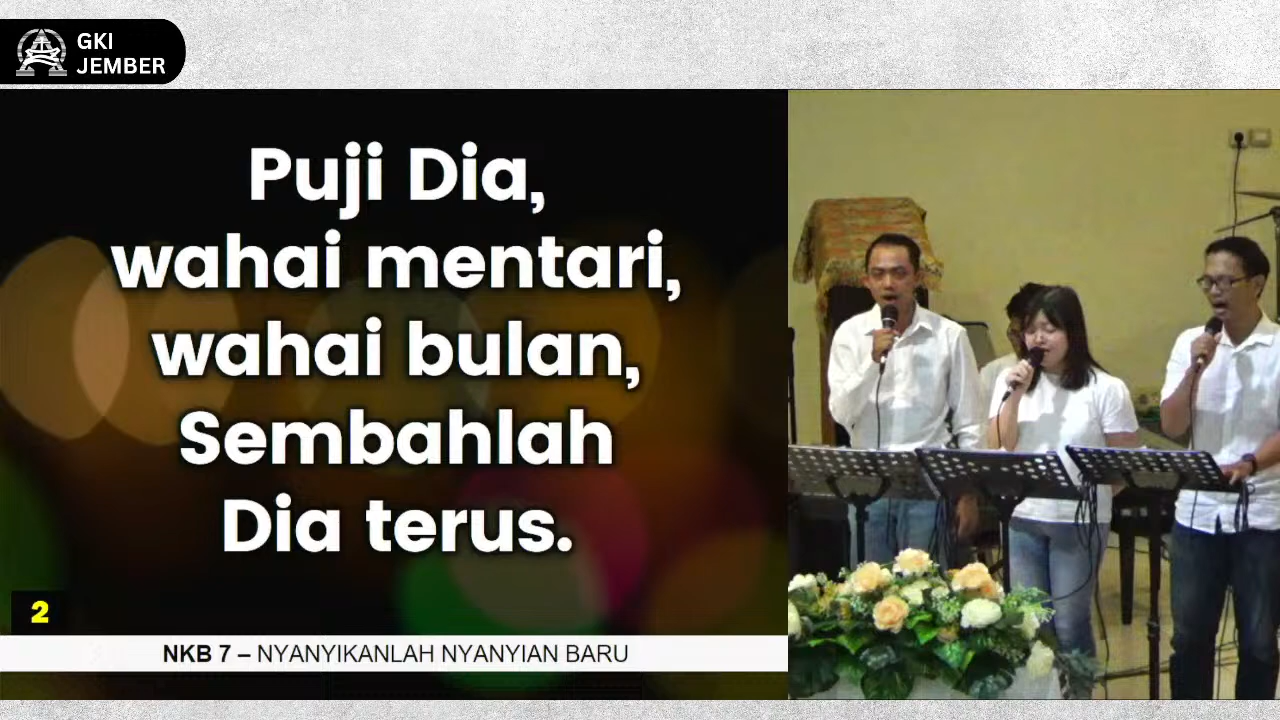 GKI
JEMBER
Puji Dia,
wahai mentari,
wahai bulan,
Sembahlah
Dia terus.
2
NKB 7 – NYANYIKANLAH NYANYIAN BARU